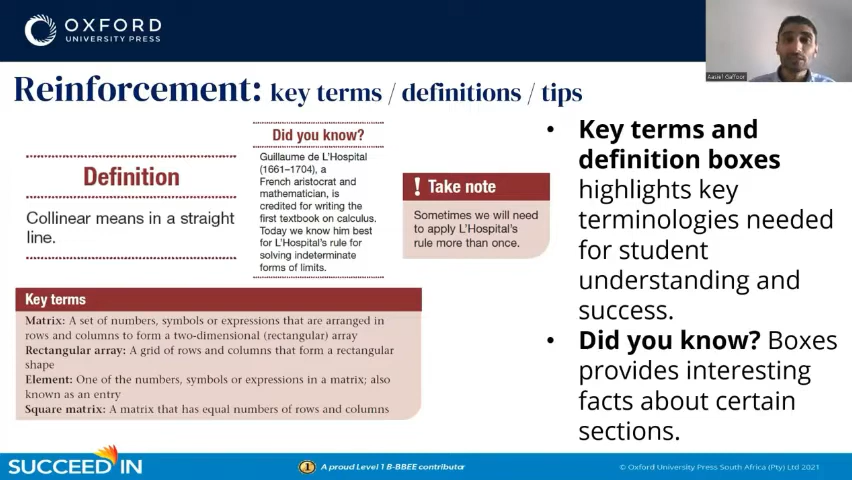 OXFORD
UNIVERSITY PRESS
Aasief Gaffoor
Reinforcement: key terms / definitions / tips
Definition
Collinear means in a straight
line.
Did you know?
Guillaume de L'Hospital
(1661–1704), a
French aristocrat and
mathematician, is
credited for writing the
first textbook on calculus.
Today we know him best
for L'Hospital's rule for
solving indeterminate
forms of limits.
! Take note
Sometimes we will need
to apply L'Hospital's
rule more than once.
Key terms
Matrix: A set of numbers, symbols or expressions that are arranged in
rows and columns to form a two-dimensional (rectangular) array
Rectangular array: A grid of rows and columns that form a rectangular
shape
Element: One of the numbers, symbols or expressions in a matrix; also
known as an entry
Square matrix: A matrix that has equal numbers of rows and columns
• Key terms and
definition boxes
highlights key
terminologies needed
for student
understanding and
success.
• Did you know? Boxes
provides interesting
facts about certain
sections.
SUCCEED IN
1 A proud Level 1 B-BBEE contributor
© Oxford University Press South Africa (Pty) Ltd 2021